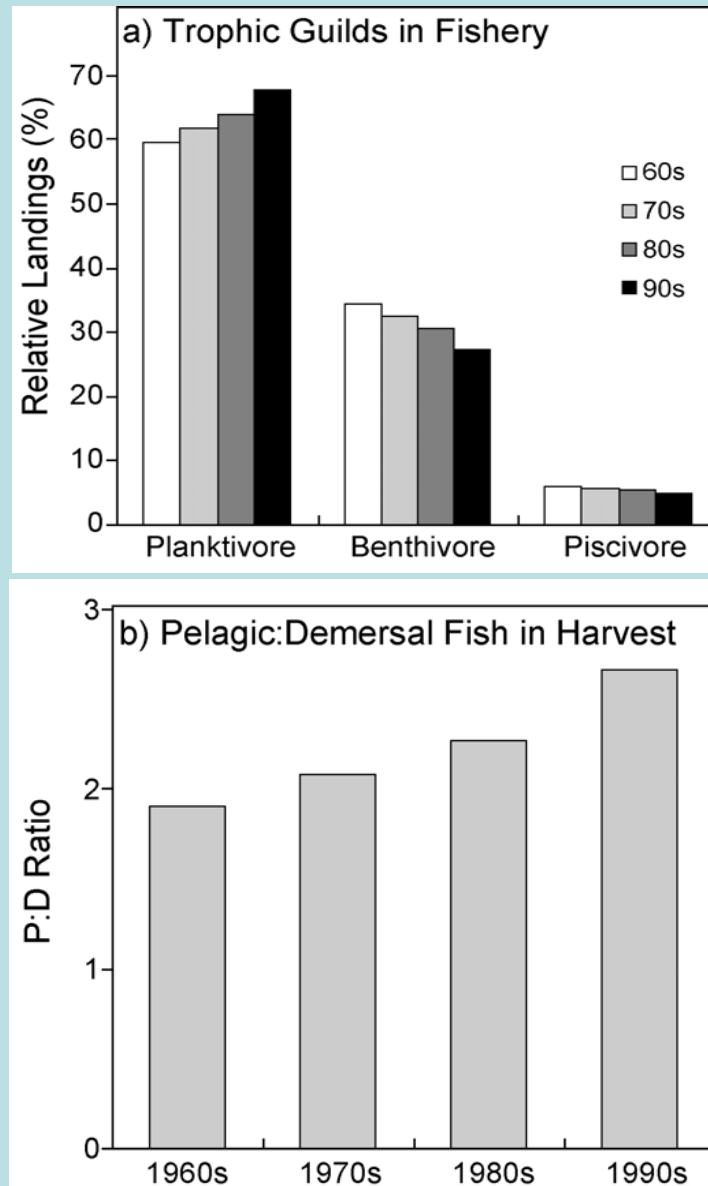 a) Trophic Guilds in Fishery
Relative Landings (%)
70
60
50
40
30
20
10
0
60s
70s
80s
90s
Planktivore Benthivore Piscivore
b) Pelagic:Demersal Fish in Harvest
P:D Ratio
3
2
1
0
1960s 1970s 1980s 1990s